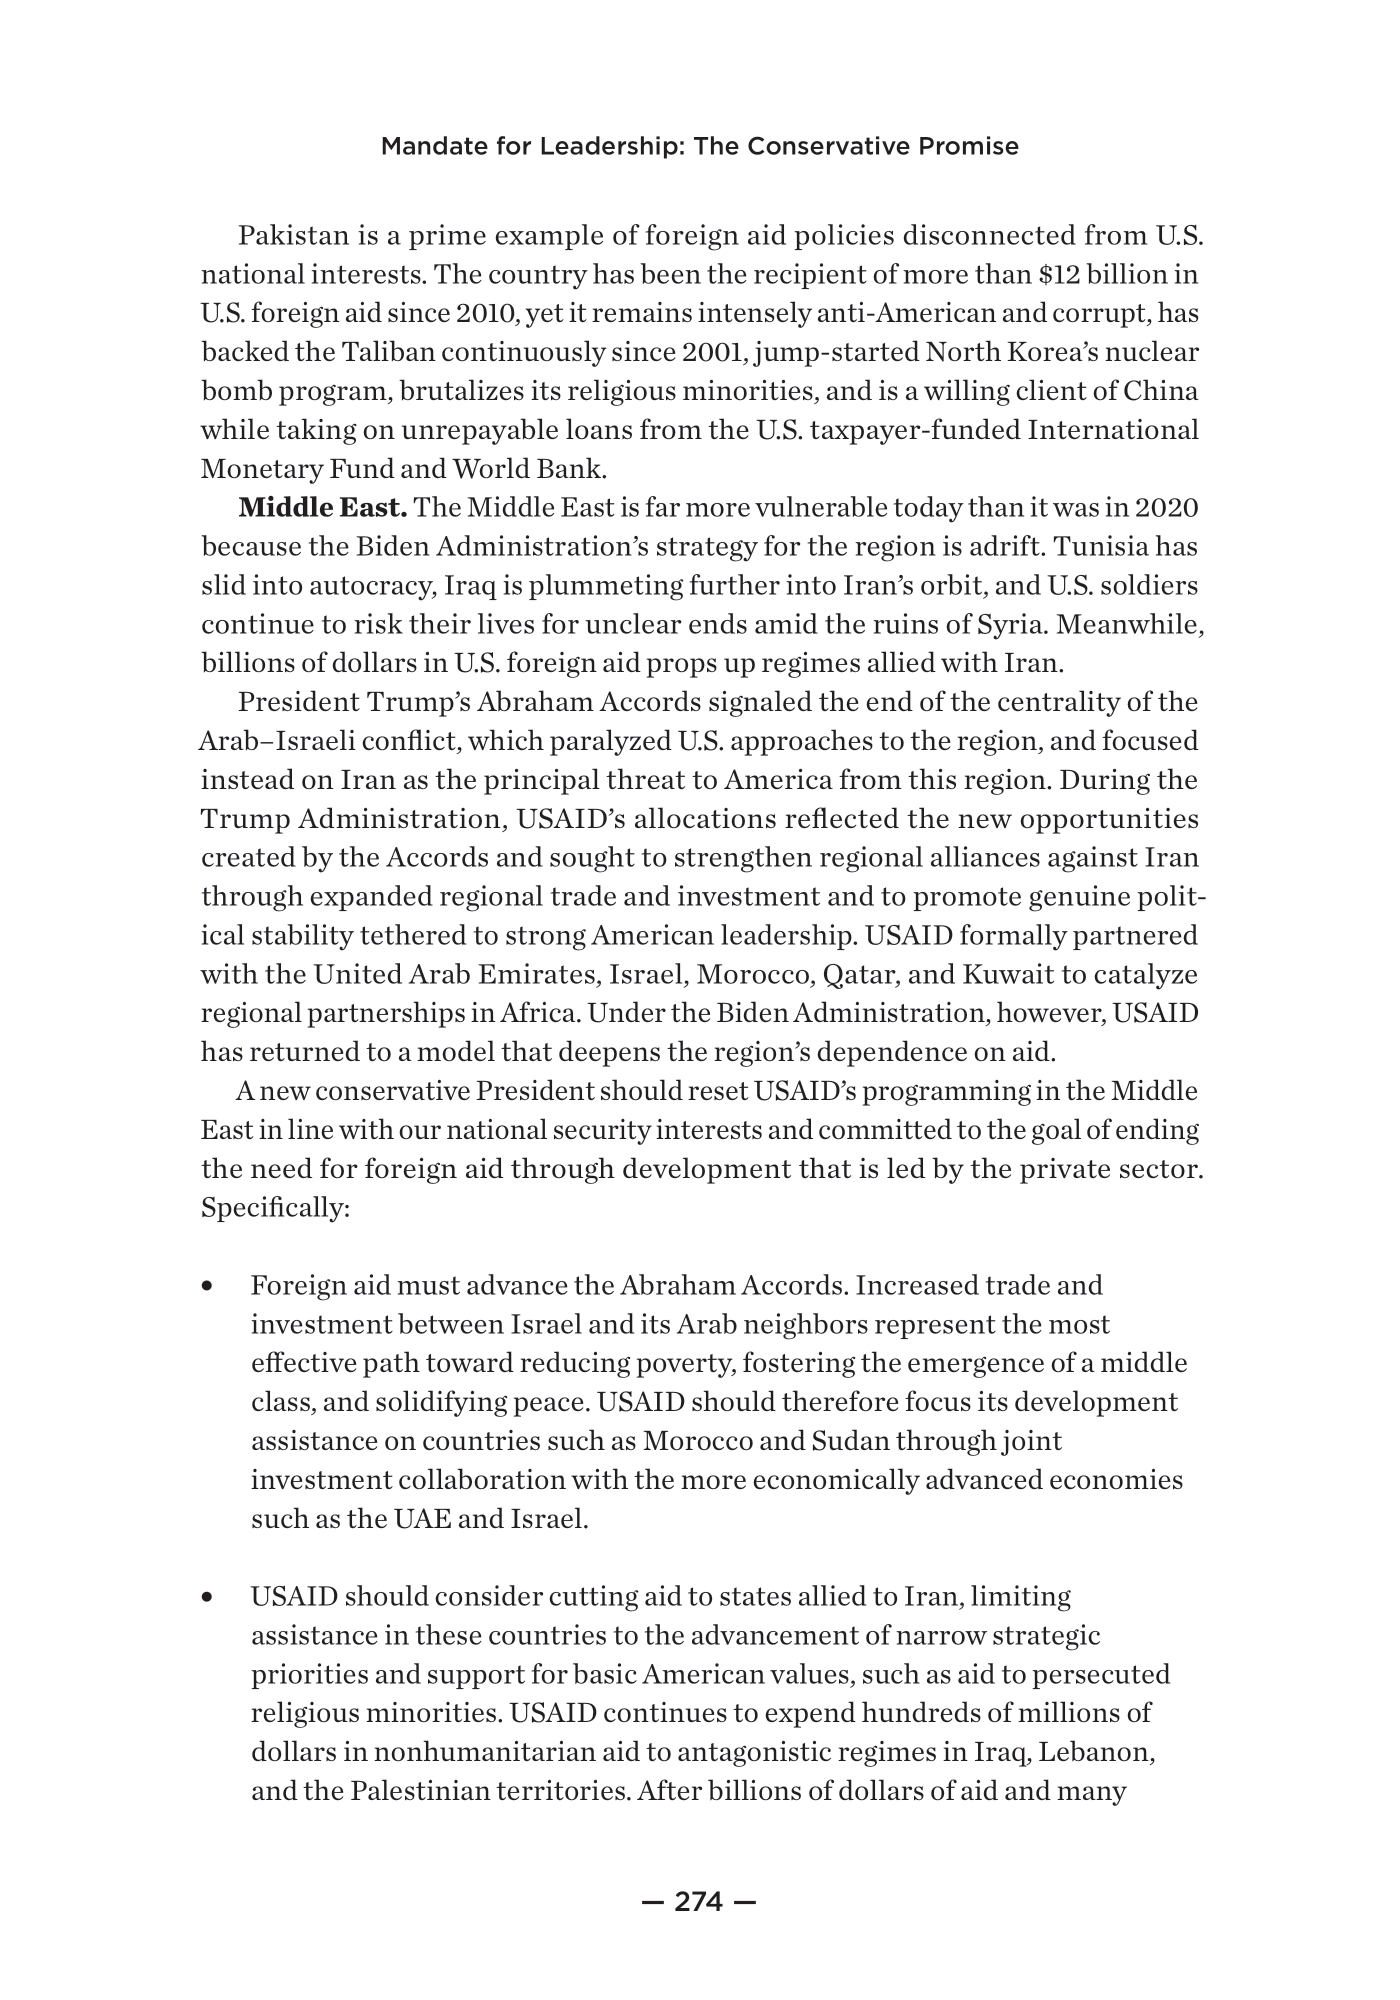 Mandate for Leadership: The Conservative Promise
Pakistan is a prime example of foreign aid policies disconnected from U.S.
national interests. The country has been the recipient of more than $12 billion in
U.S. foreign aid since 2010, yet it remains intensely anti-American and corrupt, has
backed the Taliban continuously since 2001, jump-started North Korea’s nuclear
bomb program, brutalizes its religious minorities, and is a willing client of China
while taking on unrepayable loans from the U.S. taxpayer-funded International
Monetary Fund and World Bank.
Middle East. The Middle East is far more vulnerable today than it was in 2020
because the Biden Administration’s strategy for the region is adrift. Tunisia has
slid into autocracy, Iraq is plummeting further into Iran’s orbit, and U.S. soldiers
continue to risk their lives for unclear ends amid the ruins of Syria. Meanwhile,
billions of dollars in U.S. foreign aid props up regimes allied with Iran.
President Trump’s Abraham Accords signaled the end of the centrality of the
Arab–Israeli conflict, which paralyzed U.S. approaches to the region, and focused
instead on Iran as the principal threat to America from this region. During the
Trump Administration, USAID’s allocations reflected the new opportunities
created by the Accords and sought to strengthen regional alliances against Iran
through expanded regional trade and investment and to promote genuine polit-
ical stability tethered to strong American leadership. USAID formally partnered
with the United Arab Emirates, Israel, Morocco, Qatar, and Kuwait to catalyze
regional partnerships in Africa. Under the Biden Administration, however, USAID
has returned to a model that deepens the region’s dependence on aid.
A new conservative President should reset USAID’s programming in the Middle
East in line with our national security interests and committed to the goal of ending
the need for foreign aid through development that is led by the private sector.
Specifically:
• Foreign aid must advance the Abraham Accords. Increased trade and
investment between Israel and its Arab neighbors represent the most
effective path toward reducing poverty, fostering the emergence of a middle
class, and solidifying peace. USAID should therefore focus its development
assistance on countries such as Morocco and Sudan through joint
investment collaboration with the more economically advanced economies
such as the UAE and Israel.
• USAID should consider cutting aid to states allied to Iran, limiting
assistance in these countries to the advancement of narrow strategic
priorities and support for basic American values, such as aid to persecuted
religious minorities. USAID continues to expend hundreds of millions of
dollars in nonhumanitarian aid to antagonistic regimes in Iraq, Lebanon,
and the Palestinian territories. After billions of dollars of aid and many
— 274 —